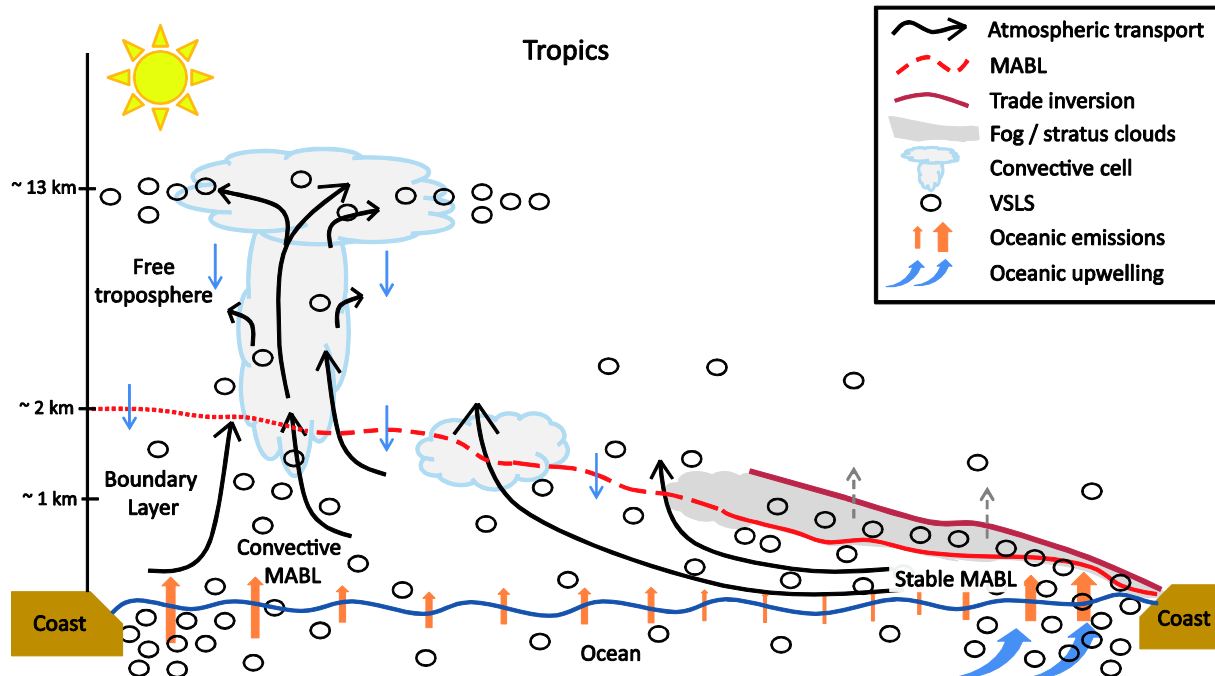 Tropics
Atmospheric transport
MABL
Trade inversion
Fog / stratus clouds
Convective cell
VSLS
Oceanic emissions
Oceanic upwelling
~ 13 km
Free
troposphere
~ 2 km
Boundary
Layer
~ 1 km
Convective
MABL
Stable MABL
Coast
Ocean
Coast